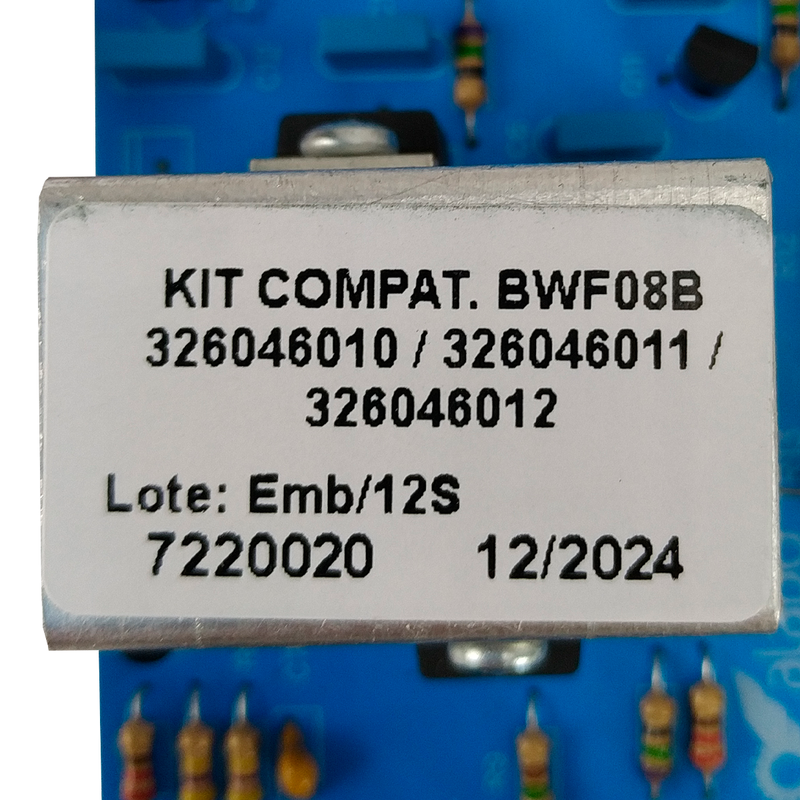 KIT COMPAT. BWF08B
326046010 / 326046011 /
326046012
Lote: Emb/12S
7220020 12/2024